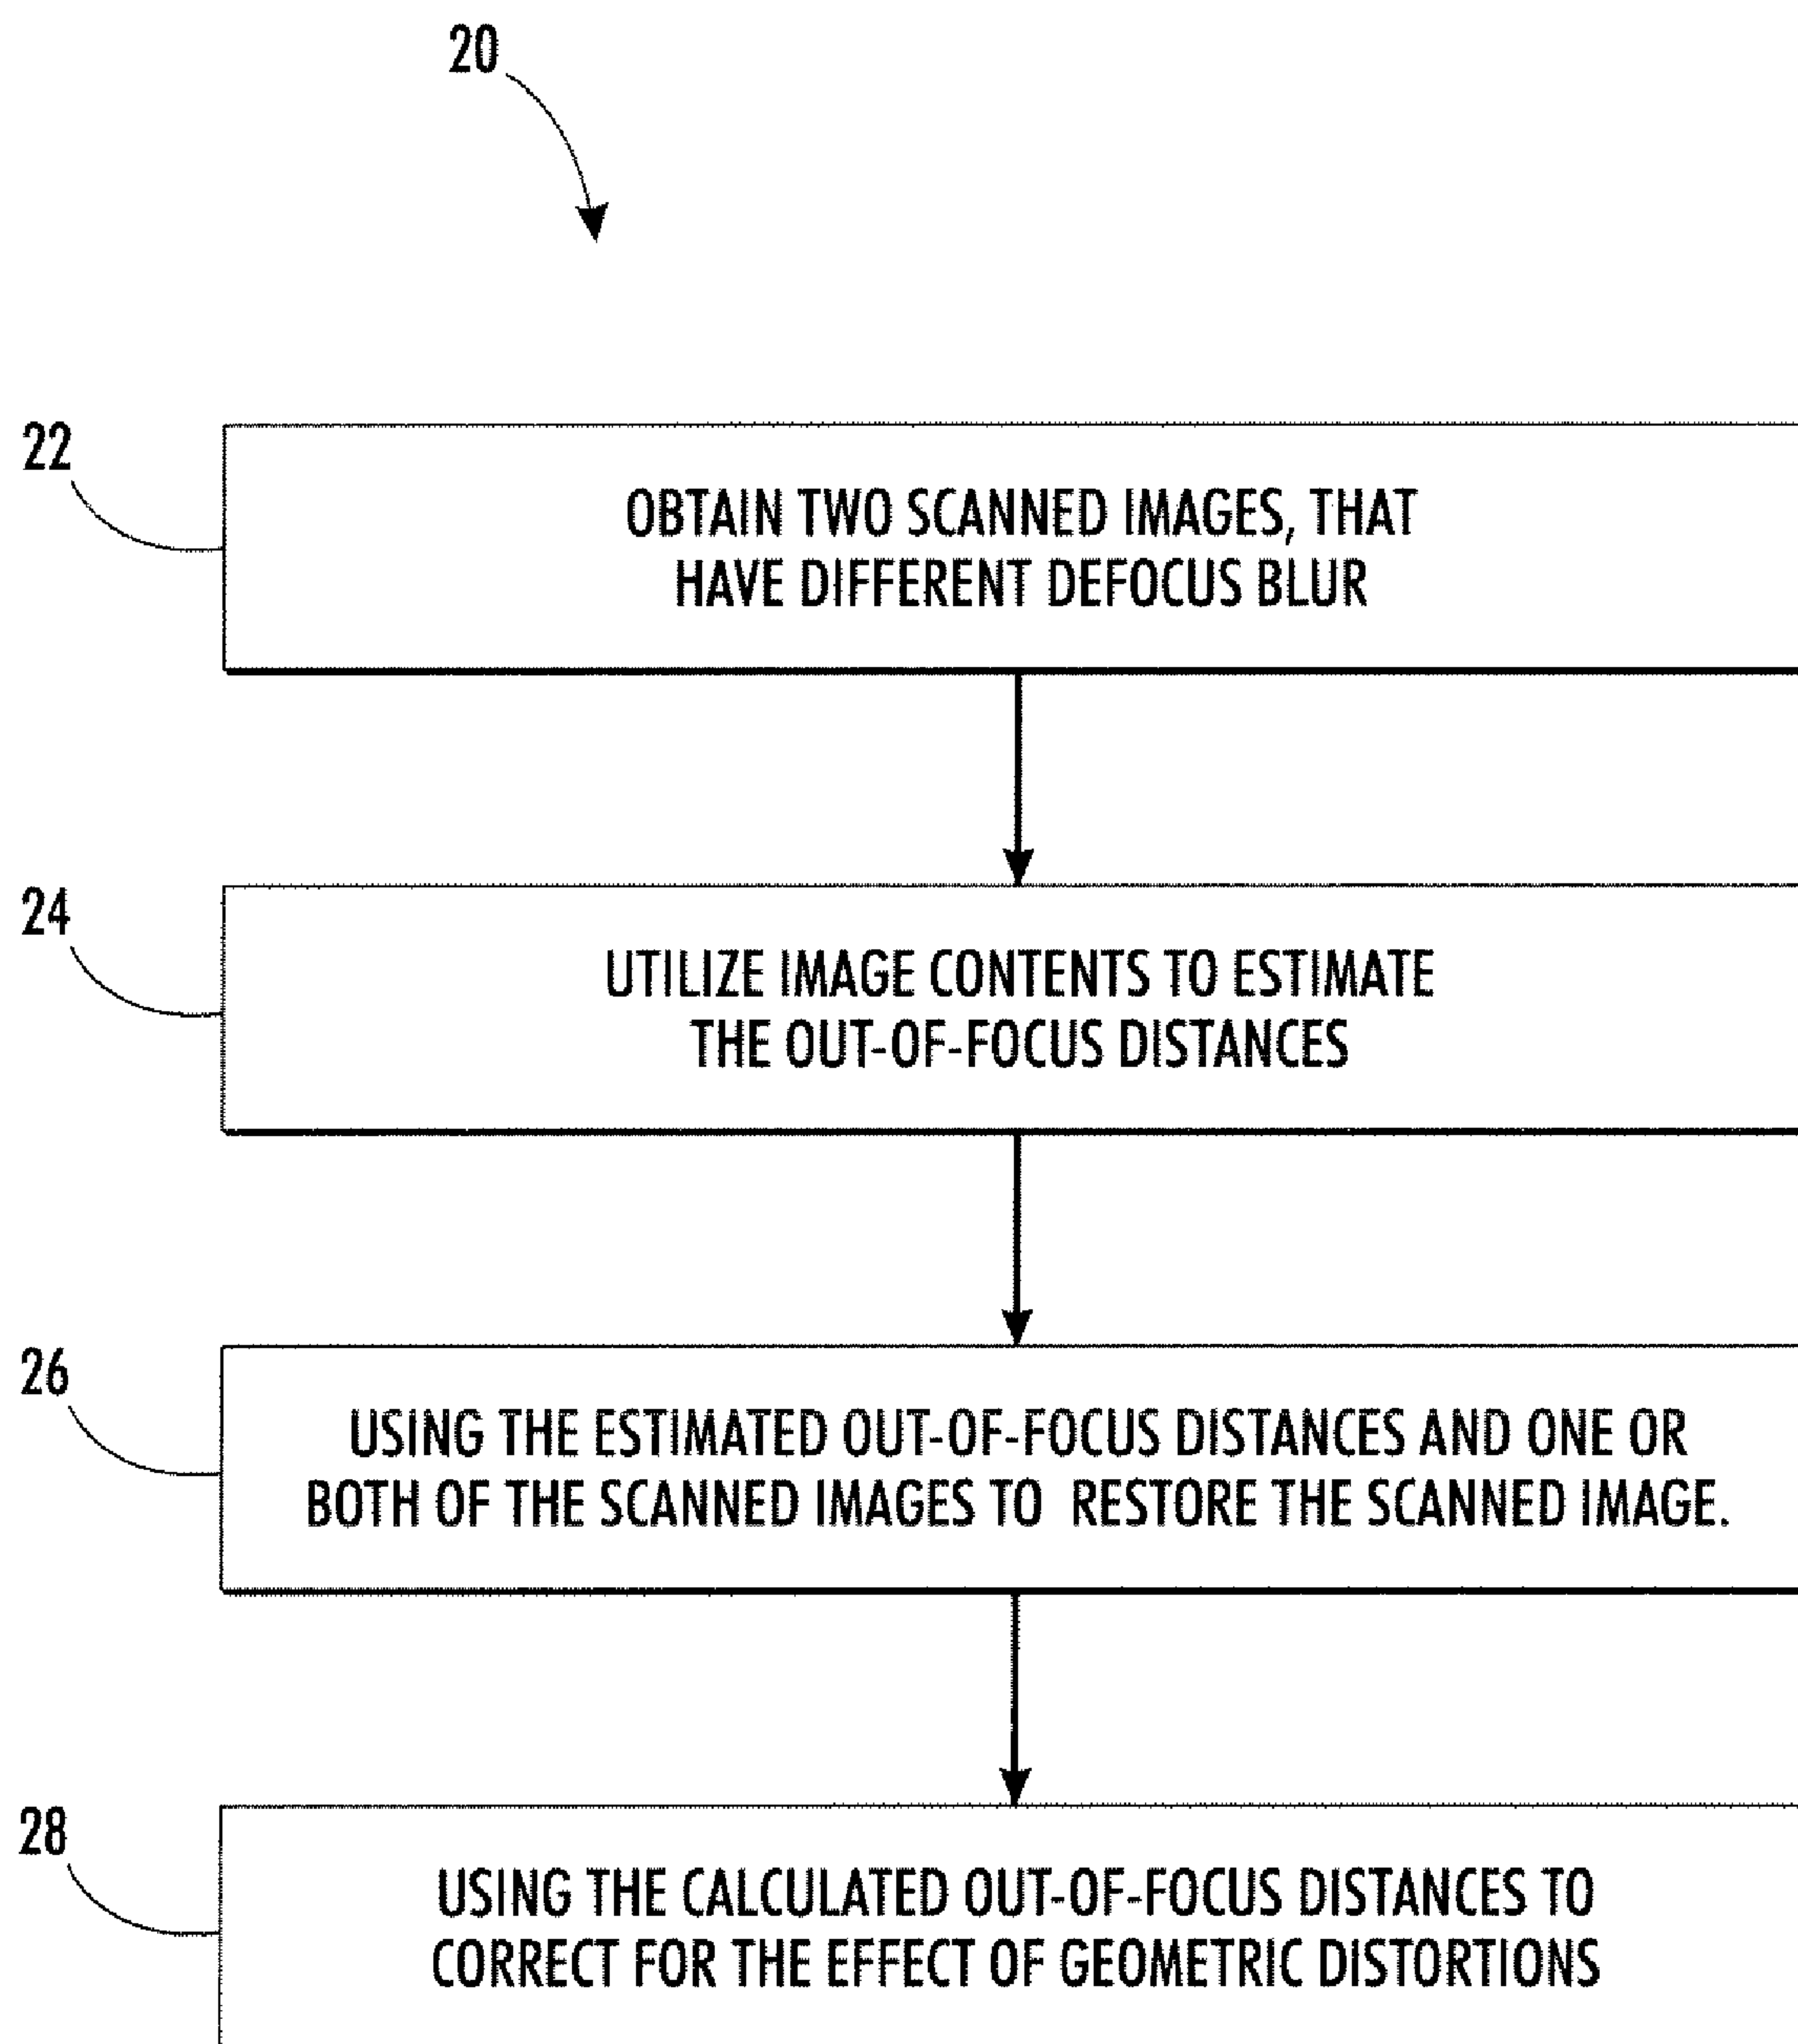 20
22
OBTAIN TWO SCANNED IMAGES, THAT
HAVE DIFFERENT DEFOCUS BLUR
24
UTILIZE IMAGE CONTENTS TO ESTIMATE
THE OUT-OF-FOCUS DISTANCES
26
USING THE ESTIMATED OUT-OF-FOCUS DISTANCES AND ONE OR
BOTH OF THE SCANNED IMAGES TO RESTORE THE SCANNED IMAGE.
28
USING THE CALCULATED OUT-OF-FOCUS DISTANCES TO
CORRECT FOR THE EFFECT OF GEOMETRIC DISTORTIONS